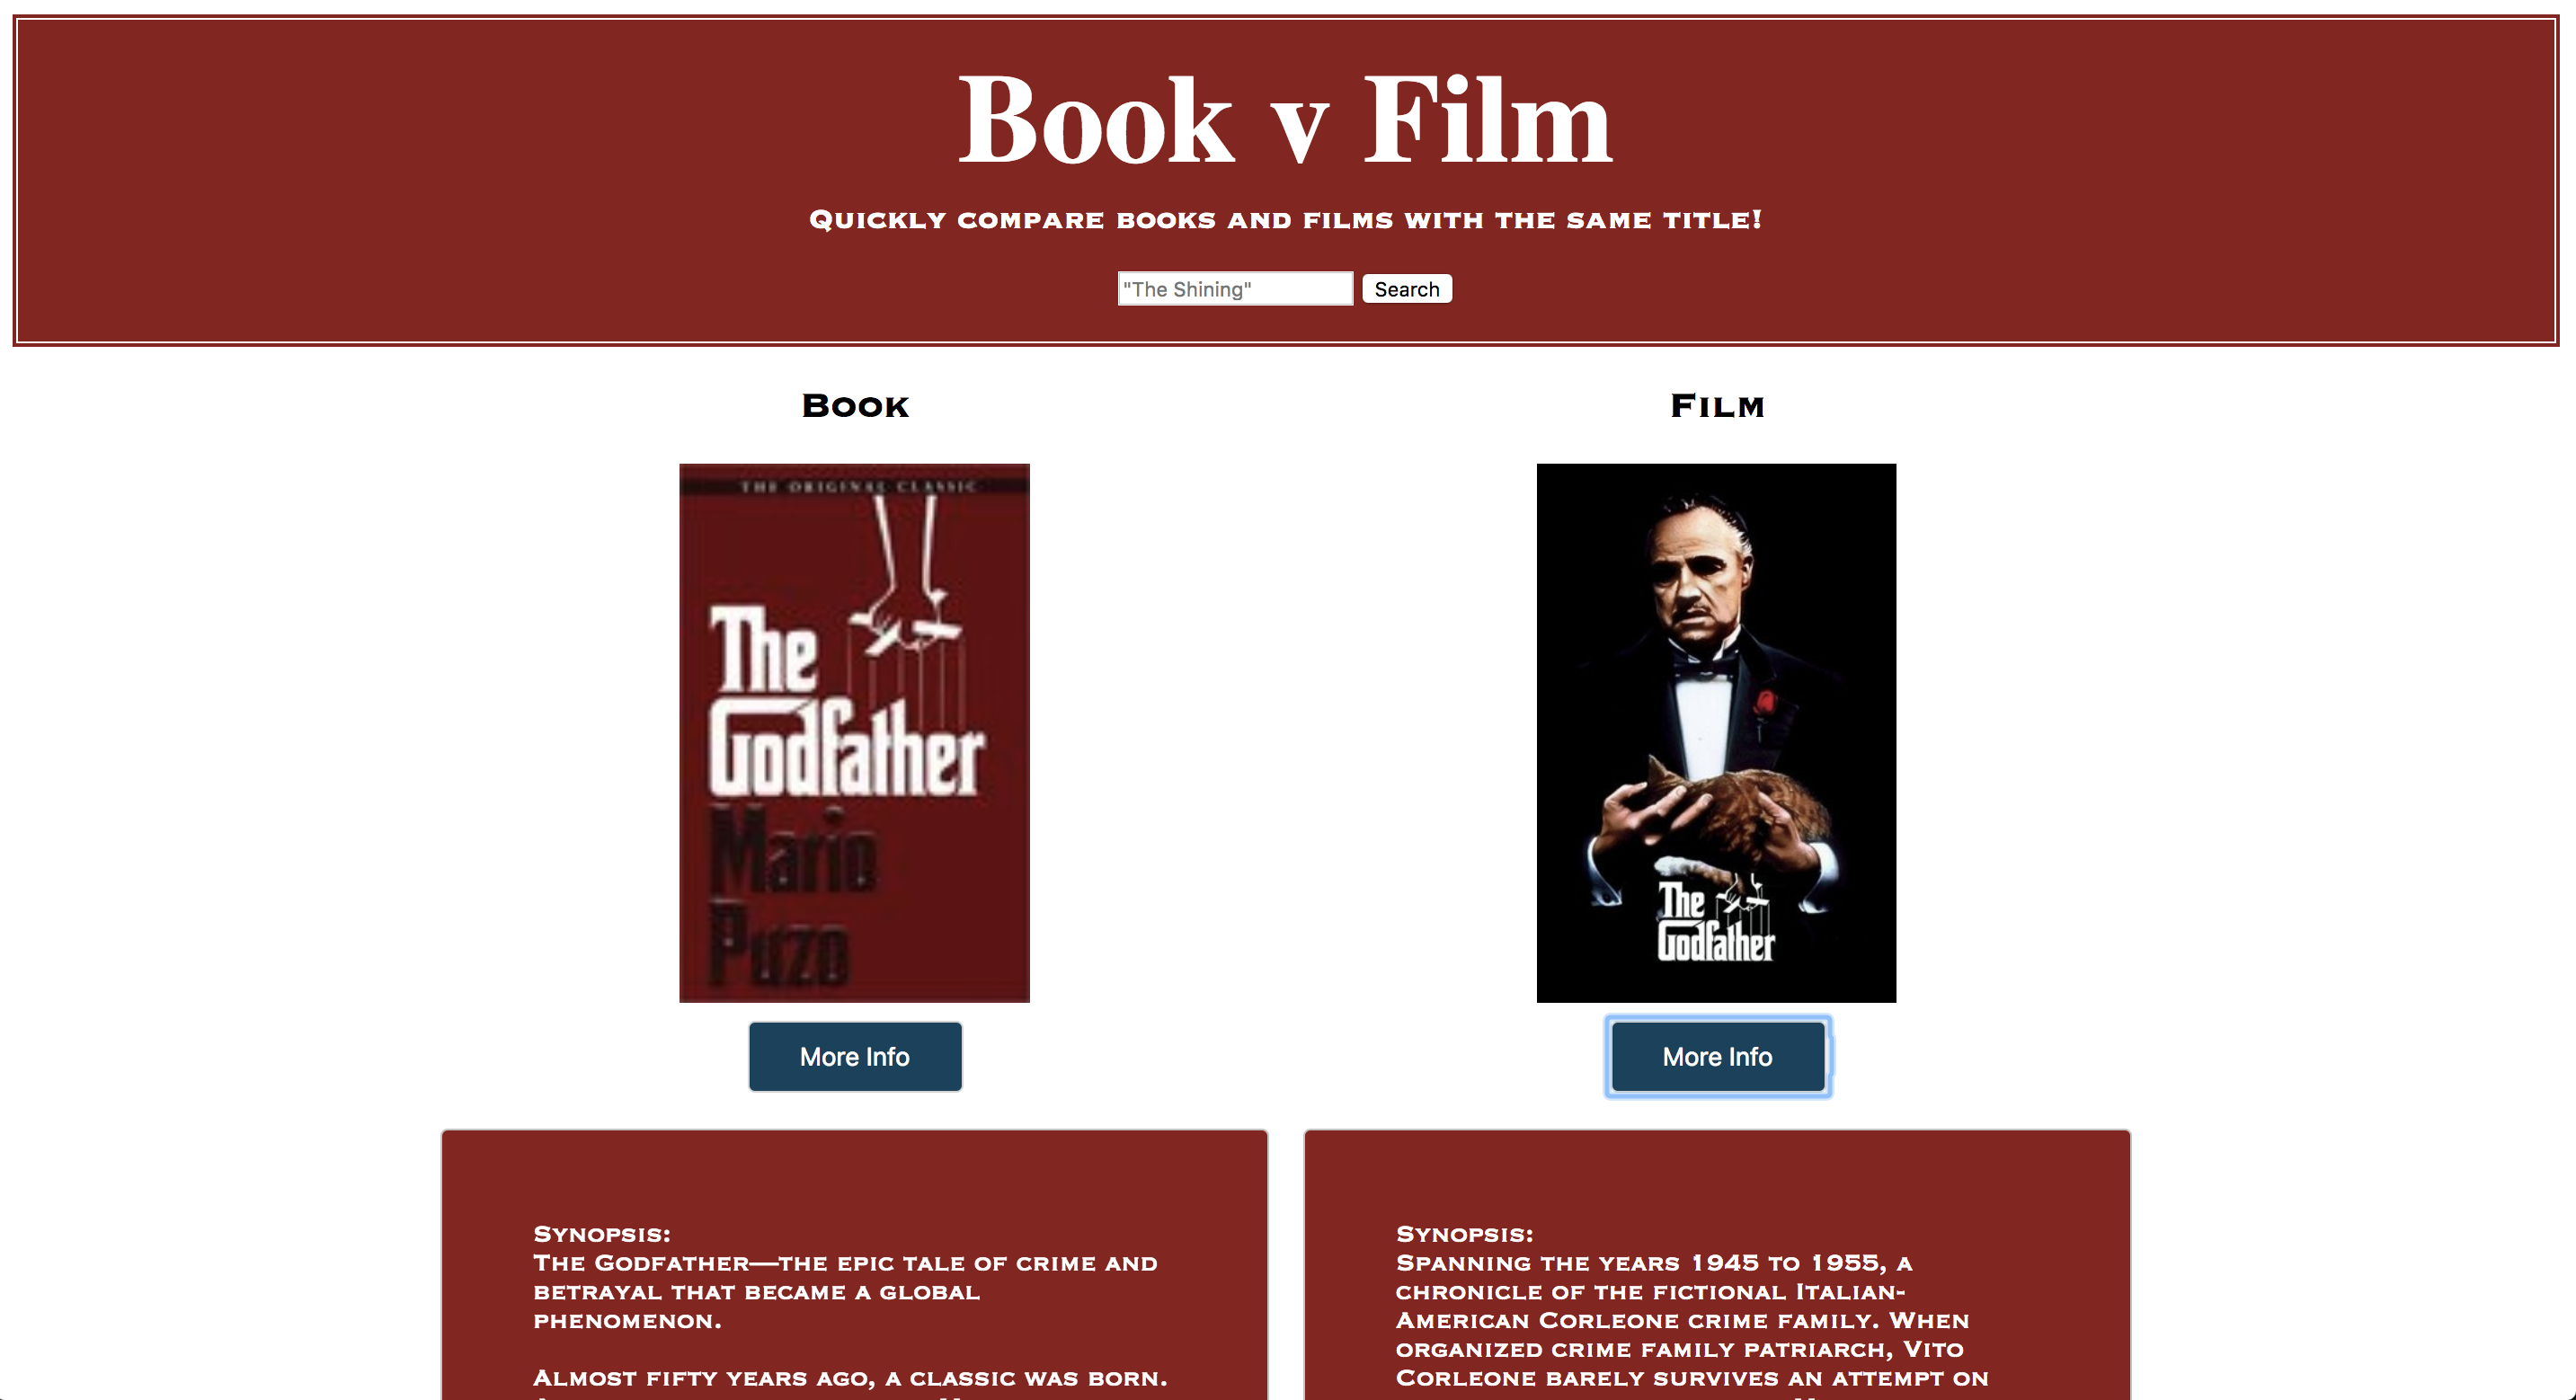 Book v Film
Quickly compare books and films with the same title!
"The Shining" Search
Book
THE ORIGINAL CLASSIC
The
Godfather
Mario
Puzo
More Info
Synopsis:
The Godfather—the epic tale of crime and
betrayal that became a global
phenomenon.
Almost fifty years ago, a classic was born.
Film
The
Godfather
More Info
Synopsis:
Spanning the years 1945 to 1955, a
chronicle of the fictional Italian-
American Corleone crime family. When
organized crime family patriarch, Vito
Corleone barely survives an attempt on